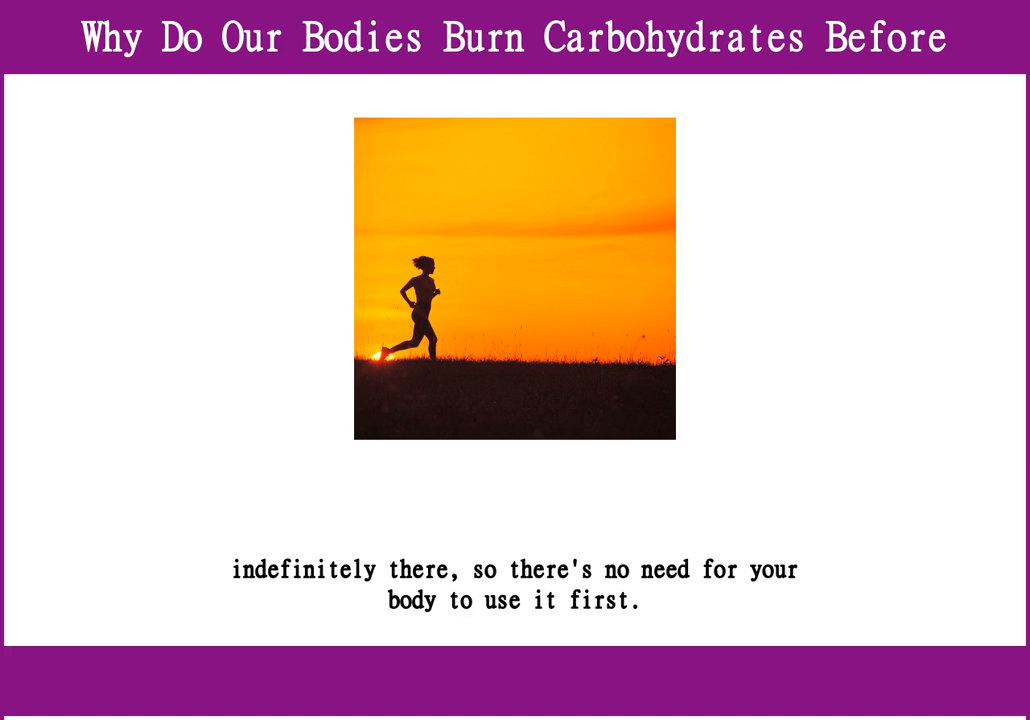 Why Do Our Bodies Burn Carbohydrates Before
indefinitely there, so there's no need for your
body to use it first.